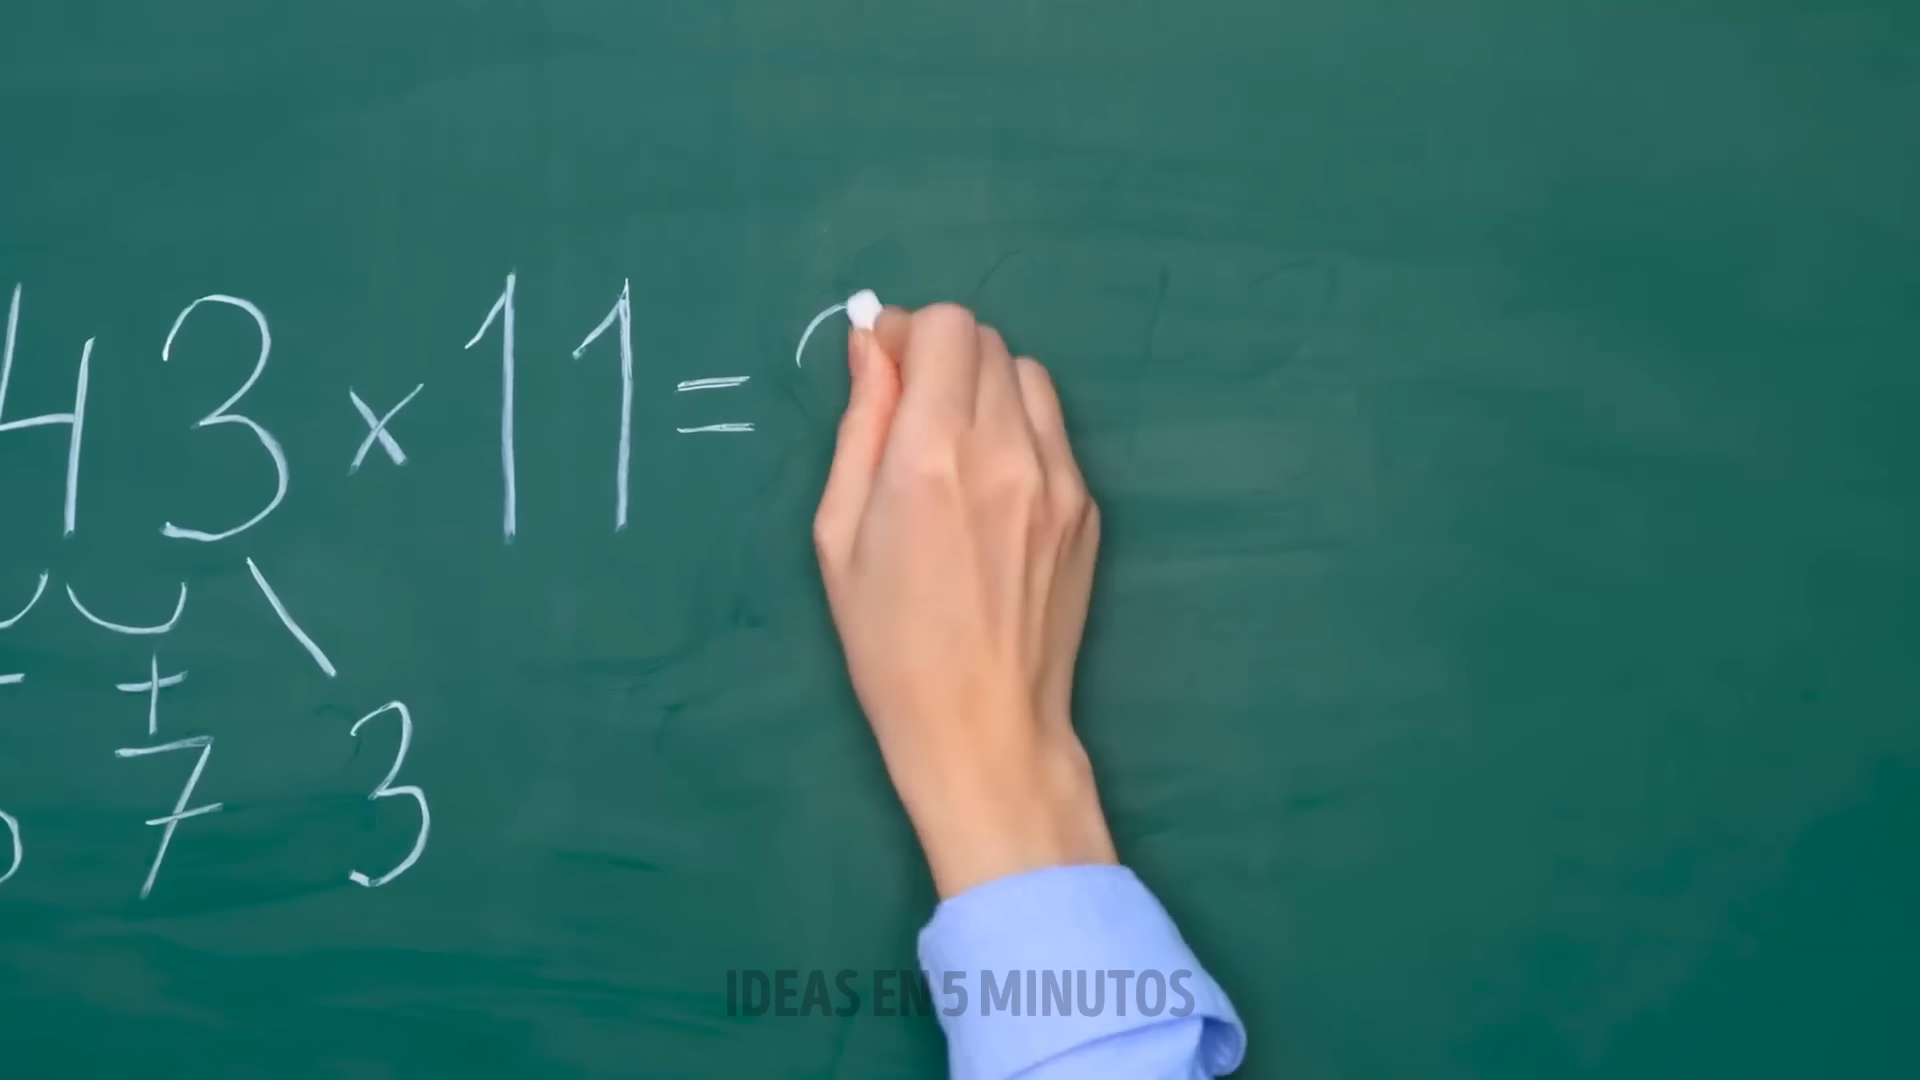 43 × 11 =
+
7 3
IDEAS EN 5 MINUTOS